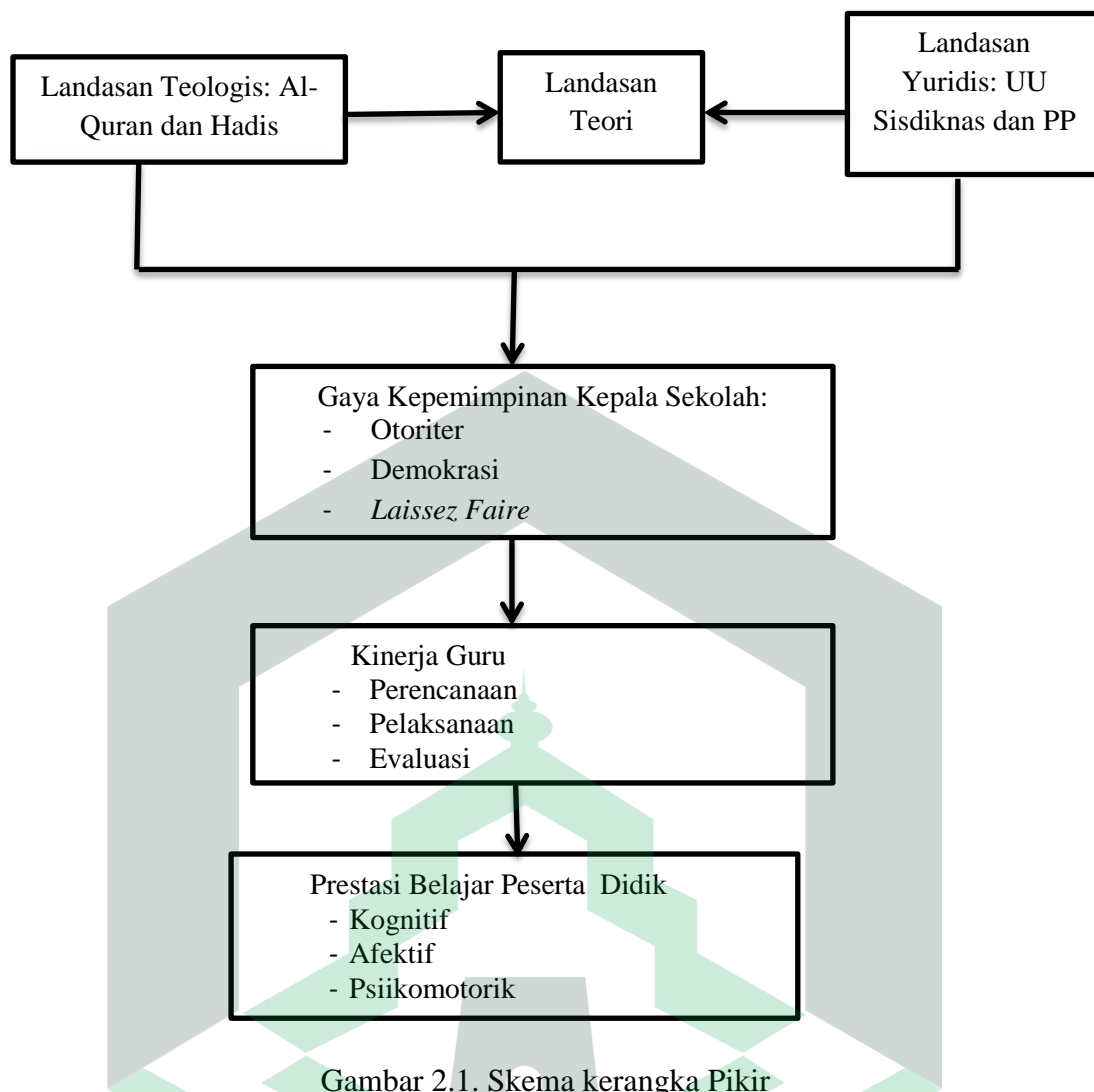 Landasan Teologis: Al-
Quran dan Hadis
Landasan
Teori
Landasan
Yuridis: UU
Sisdiknas dan PP
Gaya Kepemimpinan Kepala Sekolah:
- Otoriter
- Demokrasi
- Laissez Faire
Kinerja Guru
- Perencanaan
- Pelaksanaan
- Evaluasi
Prestasi Belajar Peserta Didik
- Kognitif
- Afektif
- Psiikomotorik
Gambar 2.1. Skema kerangka Pikir